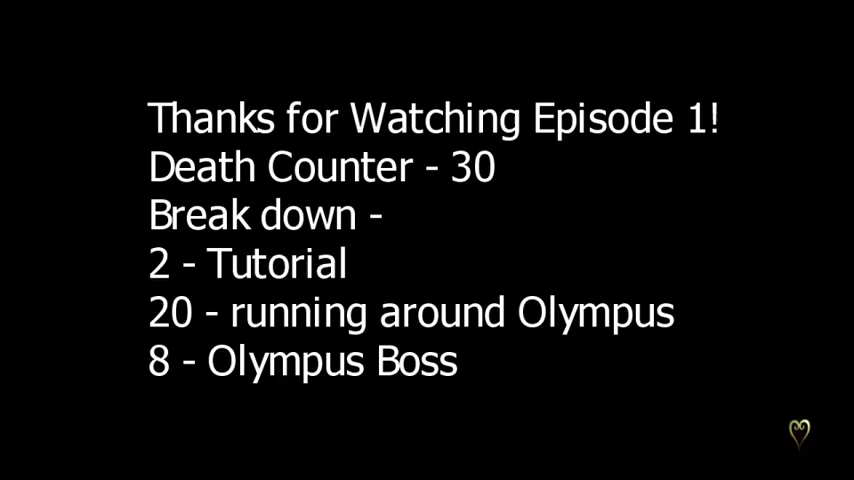 Thanks for Watching Episode 1!
Death Counter - 30
Break down -
2 - Tutorial
20 - running around Olympus
8 - Olympus Boss